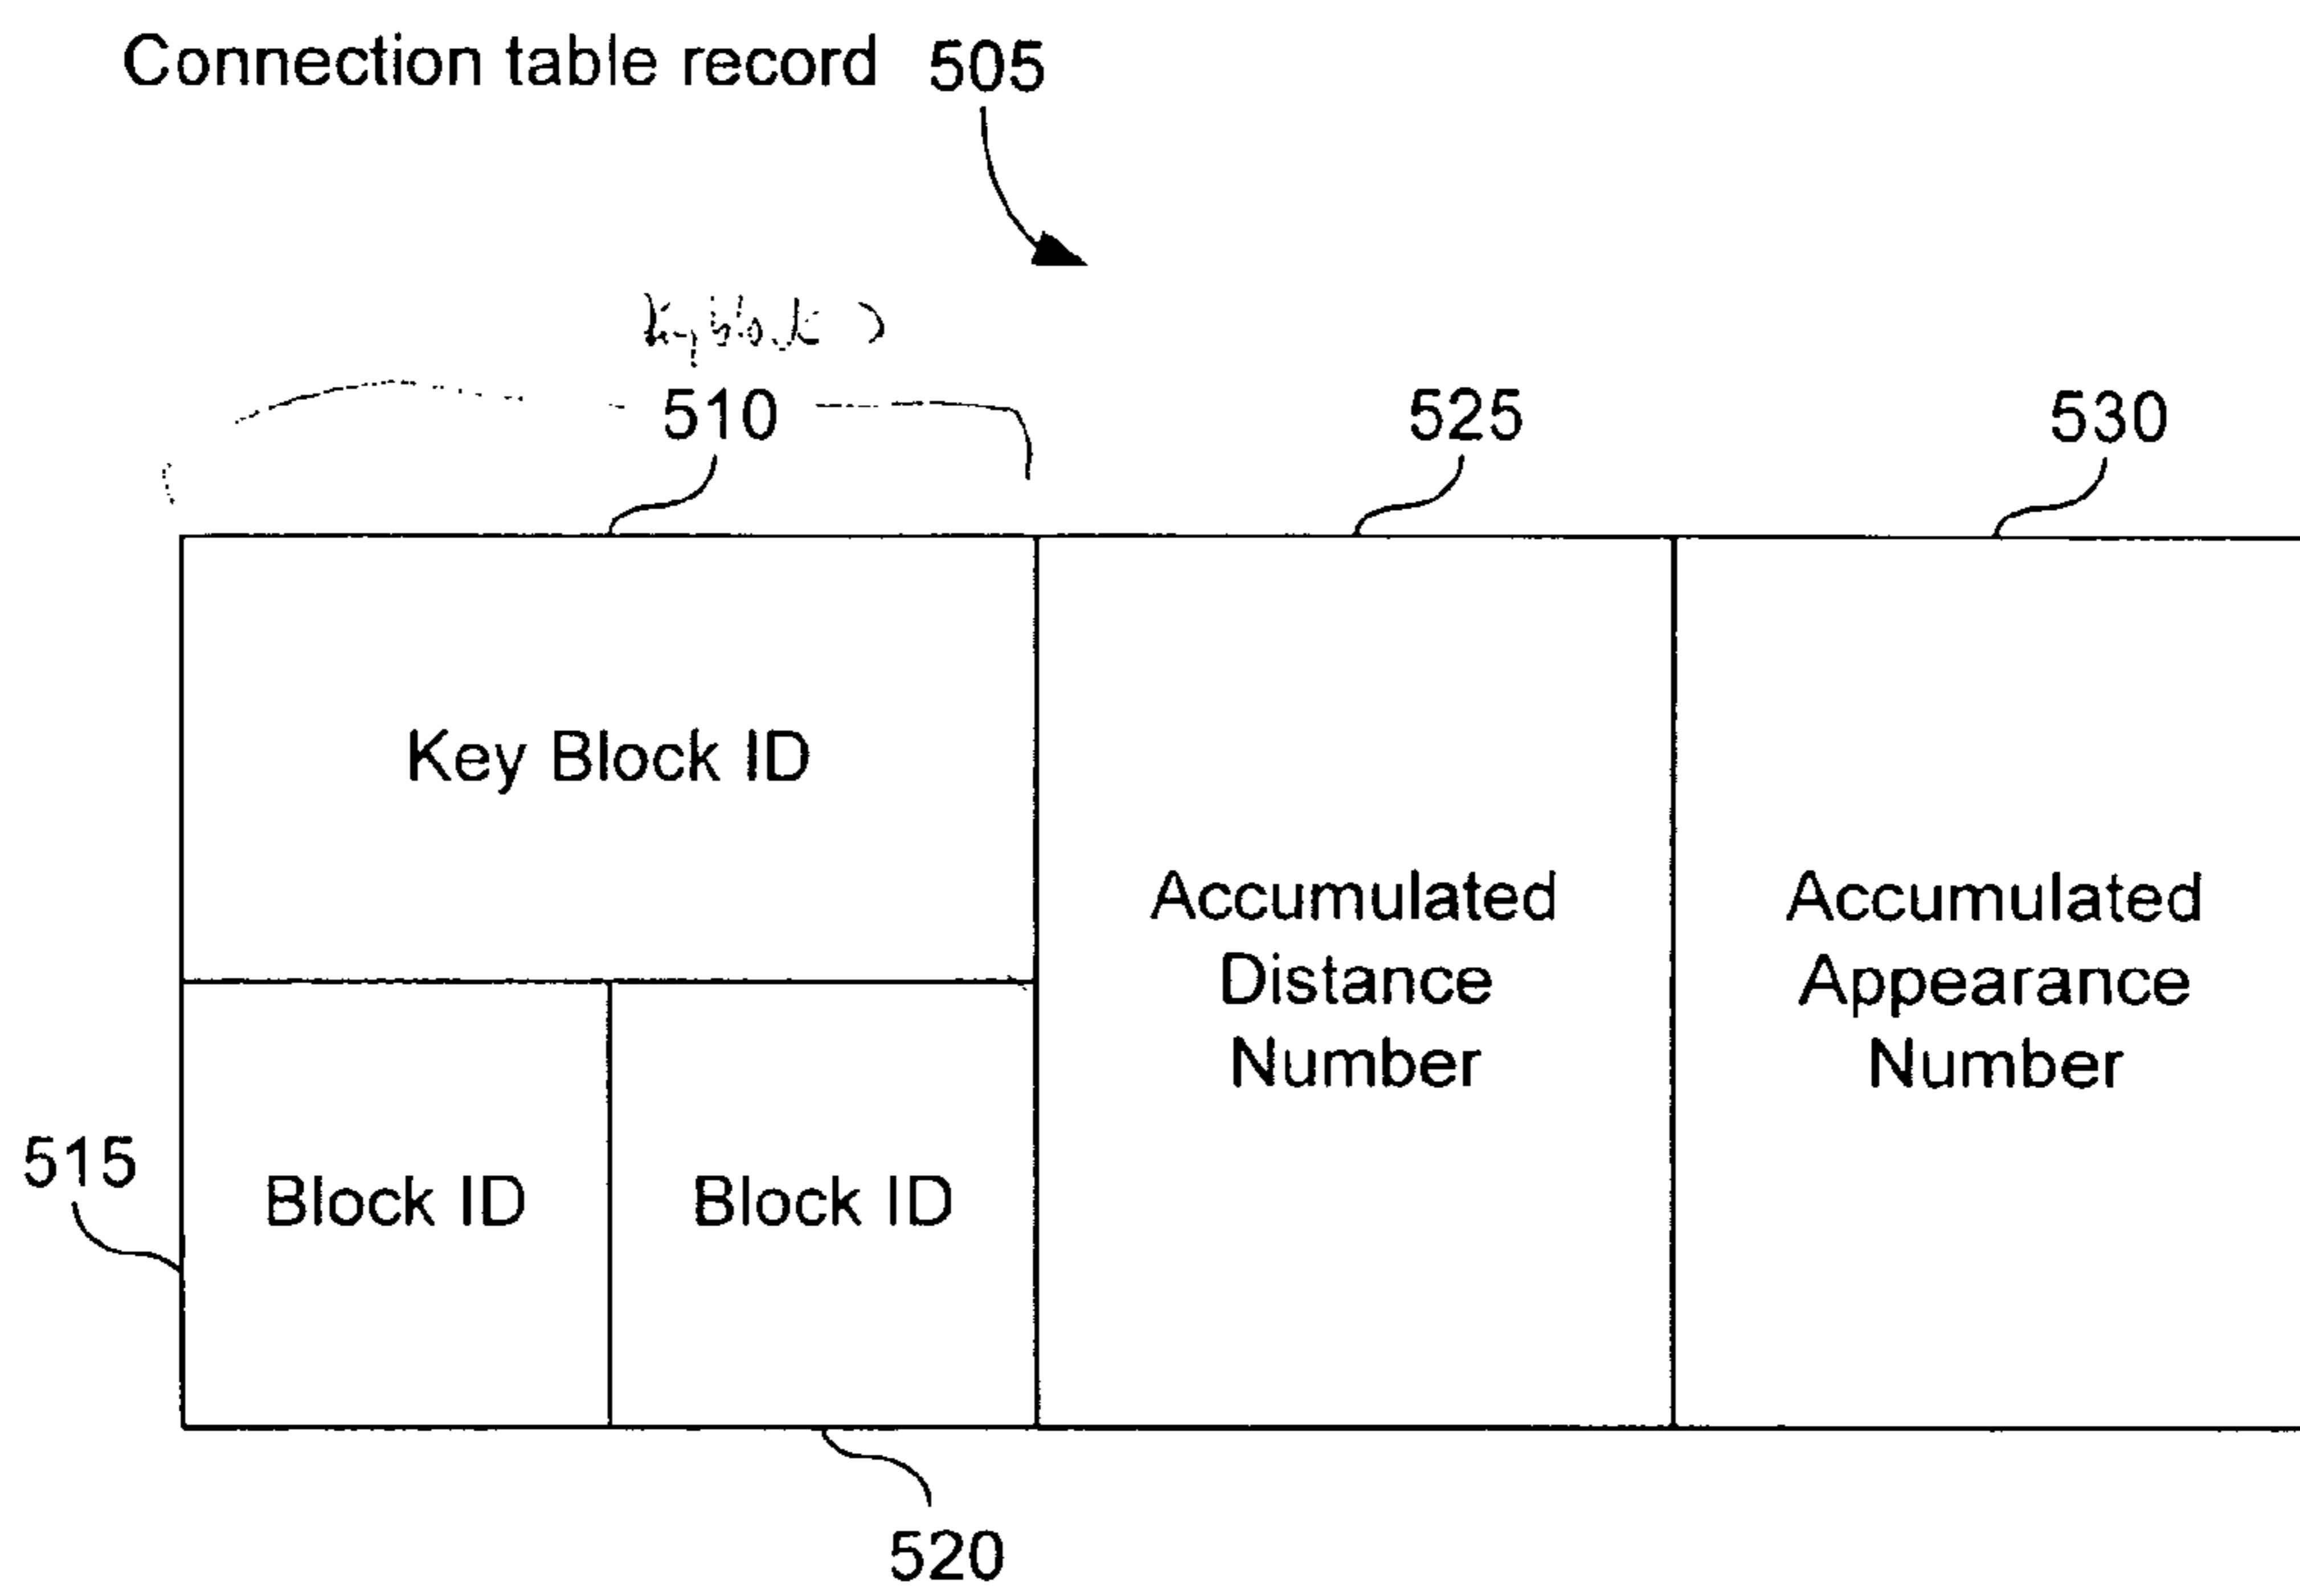 Connection table record 505
510
525
530
Key Block ID
Accumulated
Distance
Number
Accumulated
Appearance
Number
515
Block ID
Block ID
520